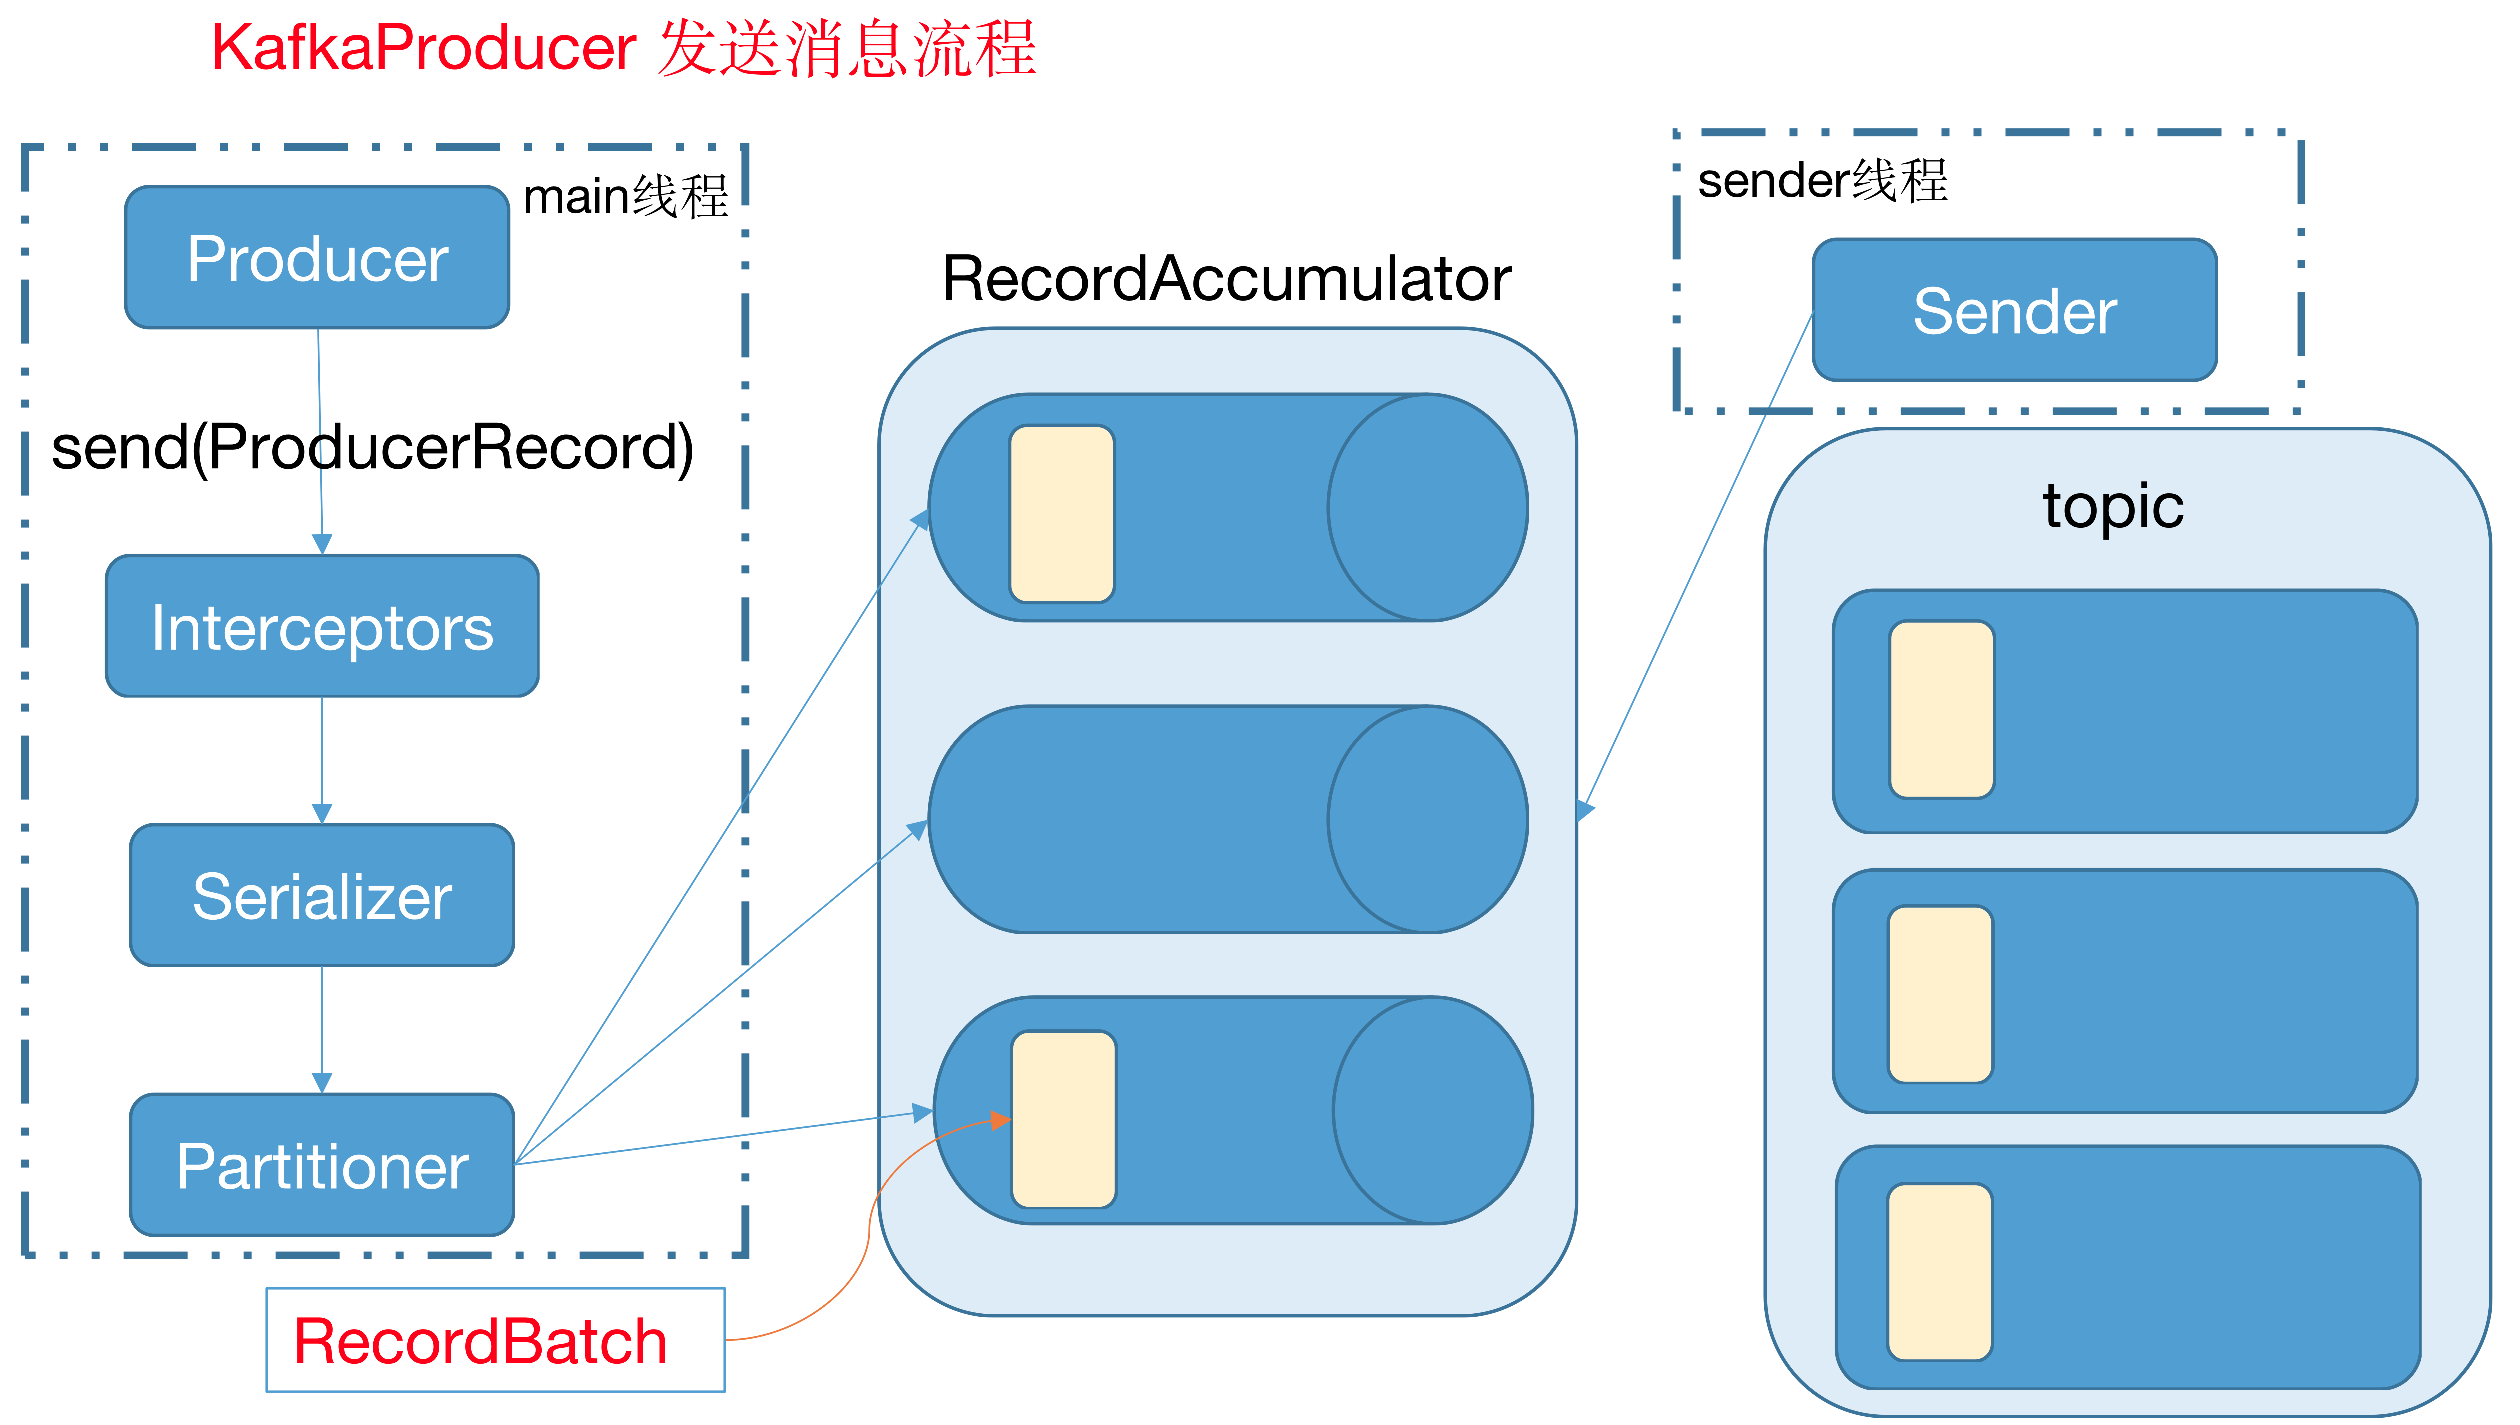 KafkaProducer 发送消息流程
main线程
Producer
send(ProducerRecord)
Interceptors
Serializer
Partitioner
RecordBatch
RecordAccumulator
sender线程
Sender
topic